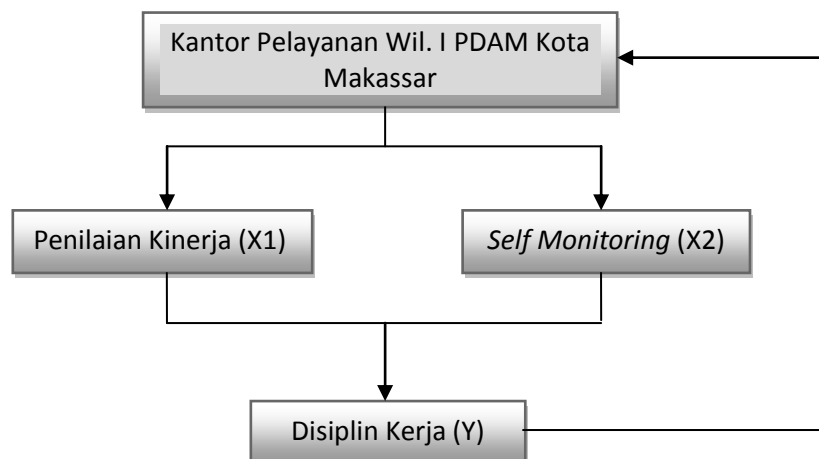 Kantor Pelayanan Wil. I PDAM Kota
Makassar
Penilaian Kinerja (X1)
Self Monitoring (X2)
Disiplin Kerja (Y)